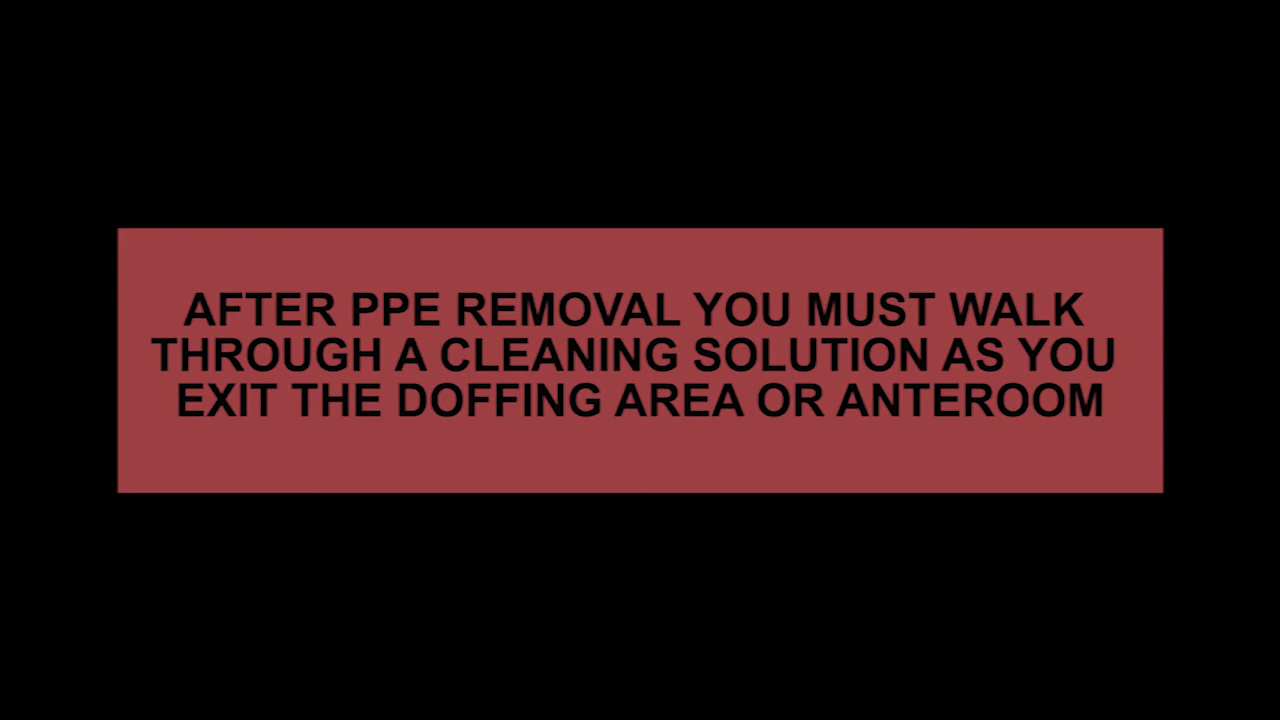 AFTER PPE REMOVAL YOU MUST WALK
THROUGH A CLEANING SOLUTION AS YOU
EXIT THE DOFFING AREA OR ANTEROOM